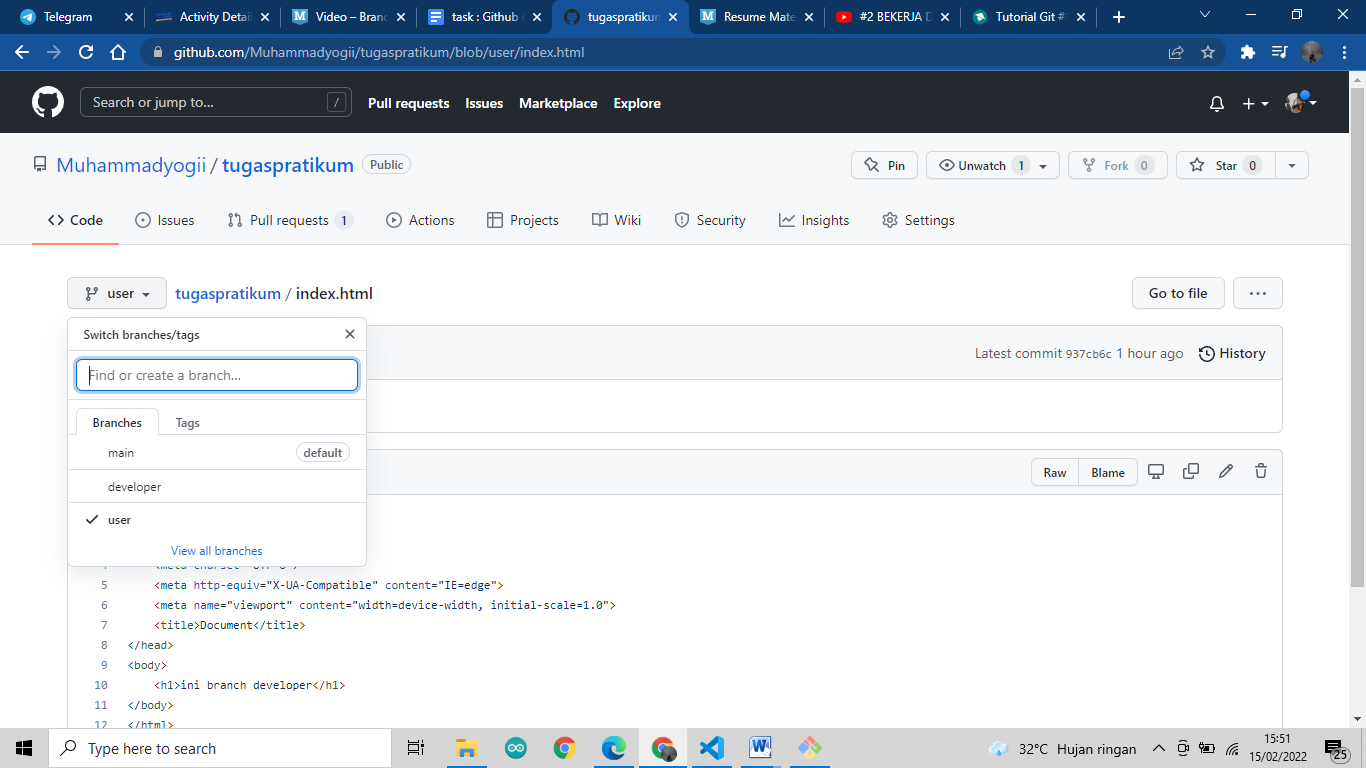 Telegram
Activity Detail
Video – Branc
task : Github
tugaspratikum
Resume Mate
#2 BEKERJA D
Tutorial Git #
github.com/Muhammadyogii/tugaspratikum/blob/user/index.html
Search or jump to... /
Pull requests Issues Marketplace Explore
Muhammadyogii / tugaspratikum Public
Pin Unwatch 1 Fork 0 Star 0
Code Issues Pull requests 1 Actions Projects Wiki Security Insights Settings
user tugaspratikum / index.html Go to file
Switch branches/tags
Find or create a branch...
Branches Tags
main default
developer
user
View all branches
Latest commit 937cb6c 1 hour ago History
Raw Blame
5 <meta http-equiv="X-UA-Compatible" content="IE=edge">
6 <meta name="viewport" content="width=device-width, initial-scale=1.0">
7 <title>Document</title>
8 </head>
9 <body>
10 <h1>ini branch developer</h1>
11 </body>
12 </html>
Type here to search
32°C Hujan ringan
15:51
15/02/2022
25